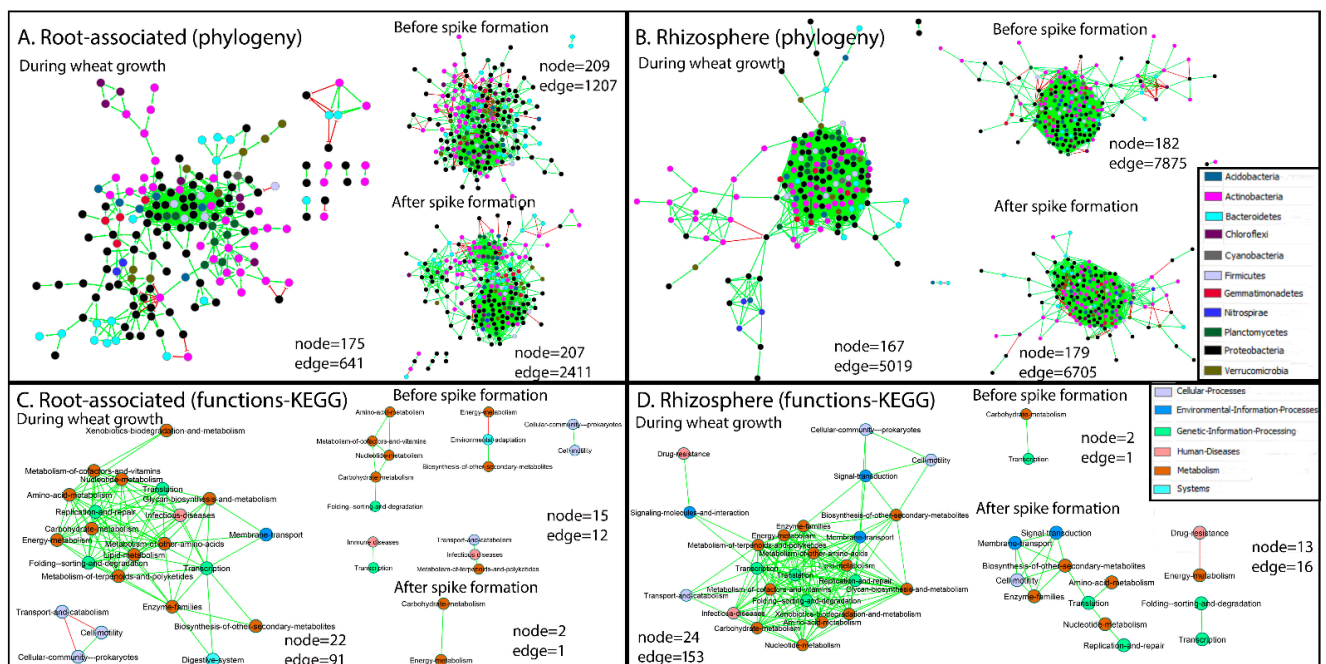 A. Root-associated (phylogeny)
During wheat growth
Before spike formation
node=209
edge=1207
After spike formation
node=175
edge=641
node=207
edge=2411
B. Rhizosphere (phylogeny)
During wheat growth
Before spike formation
node=182
edge=7875
After spike formation
node=167
edge=5019
node=179
edge=6705
Acidobacteria
Actinobacteria
Bacteroidetes
Chloroflexi
Cyanobacteria
Firmicutes
Gemmatimonadetes
Nitrospirae
Planctomycetes
Proteobacteria
Verrucomicrobia
C. Root-associated (functions-KEGG)
During wheat growth
Xenobiotics-biodegradation-and-metabolism
Metabolism-of-cofactors-and-vitamins
Nucleotide-metabolism
Translation
Amino-acid-metabolism
Glycan-biosynthesis-and-metabolism
Replication-and-repair
Infectious-diseases
Carbohydrate-metabolism
Membrane-transport
Energy-metabolism
Metabolism-of-other-amino-acids
Lipid-metabolism
Folding--sorting-and-degradation
Transcription
Metabolism-of-terpenoids-and-polyketides
Enzyme-families
Transport-and-catabolism
Cell-motility
Biosynthesis-of-other-secondary-metabolites
Cellular-community---prokaryotes
Digestive-system
node=22
edge=91
Before spike formation
Amino-acid-metabolism
Energy-metabolism
Cellular-community---prokaryotes
Metabolism-of-cofactors-and-vitamins
Environmental-adaptation
Nucleotide-metabolism
Cell-motility
Biosynthesis-of-other-secondary-metabolites
Carbohydrate-metabolism
Folding--sorting-and-degradation
node=15
edge=12
Immune-diseases
Transport-and-catabolism
Infectious-diseases
Transcription
Metabolism-of-terpenoids-and-polyketides
After spike formation
Carbohydrate-metabolism
Energy-metabolism
node=2
edge=1
D. Rhizosphere (functions-KEGG)
During wheat growth
Cellular-community---prokaryotes
Drug-resistance
Cell-motility
Signal-transduction
Signaling-molecules-and-interaction
Biosynthesis-of-other-secondary-metabolites
Enzyme-families
Energy-metabolism
Membrane-transport
Metabolism-of-terpenoids-and-polyketides
Metabolism-of-other-amino-acids
Lipid-metabolism
Transcription
Translation
Replication-and-repair
Transport-and-catabolism
Metabolism-of-cofactors-and-vitamins
Glycan-biosynthesis-and-metabolism
Folding--sorting-and-degradation
Infectious-diseases
Xenobiotics-biodegradation-and-metabolism
Amino-acid-metabolism
Carbohydrate-metabolism
Nucleotide-metabolism
node=24
edge=153
Before spike formation
Carbohydrate-metabolism
Transcription
node=2
edge=1
After spike formation
Signal-transduction
Membrane-transport
Drug-resistance
Biosynthesis-of-other-secondary-metabolites
Cell-motility
Amino-acid-metabolism
Energy-metabolism
Enzyme-families
Translation
Folding--sorting-and-degradation
Nucleotide-metabolism
Replication-and-repair
Transcription
node=13
edge=16
Cellular-Processes
Environmental-Information-Processes
Genetic-Information-Processing
Human-Diseases
Metabolism
Systems